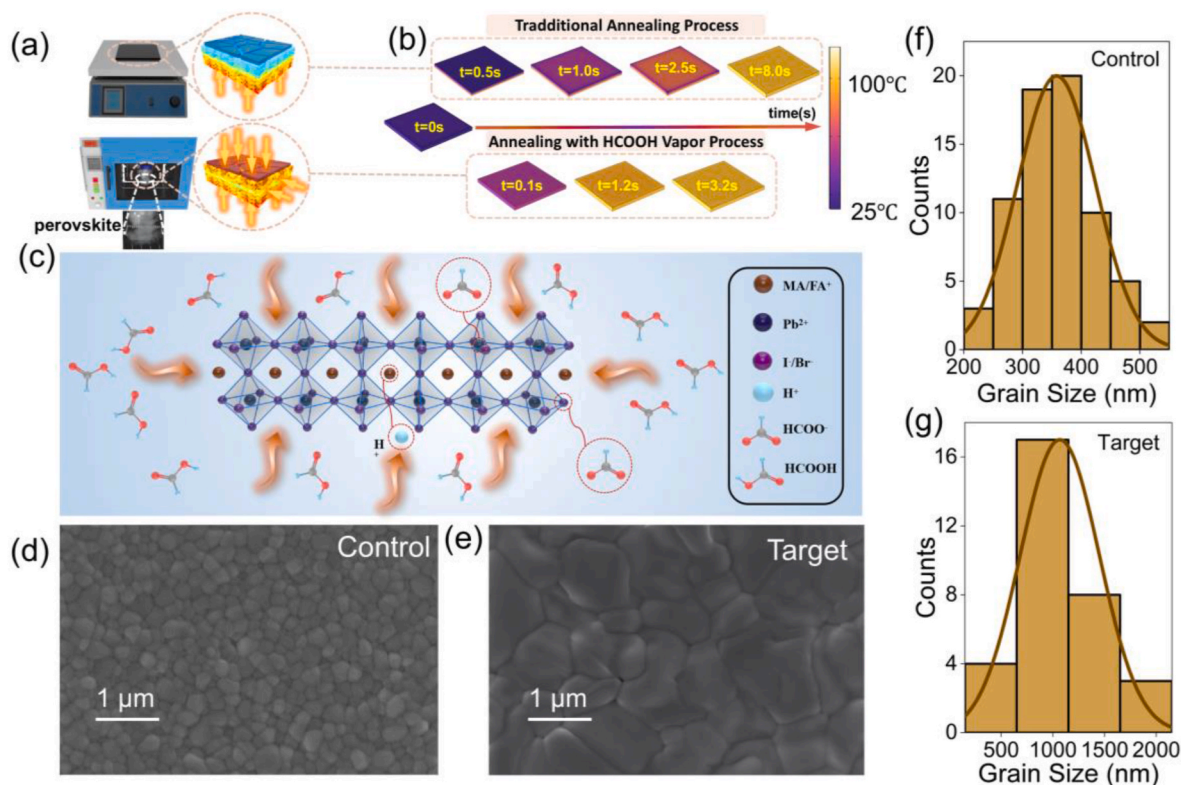 (a)
perovskite
(b)
Tradditional Annealing Process
t=0.5s
t=1.0s
t=2.5s
t=8.0s
t=0s
time(s)
Annealing with HCOOH Vapor Process
t=0.1s
t=1.2s
t=3.2s
100℃
25℃
(c)
H
+
MA/FA⁺
Pb²⁺
I⁻/Br⁻
H⁺
HCOO⁻
HCOOH
(d)
Control
1 μm
(e)
Target
1 μm
(f)
Control
Counts
20
15
10
5
0
200 300 400 500
Grain Size (nm)
(g)
Target
Counts
16
12
8
4
0
500 1000 1500 2000
Grain Size (nm)